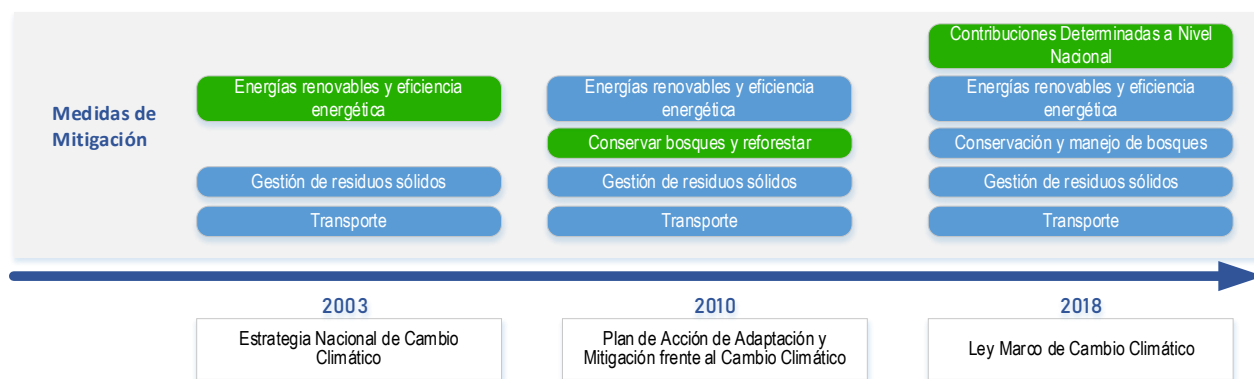 Medidas de
Mitigación
Energías renovables y eficiencia
energética
Gestión de residuos sólidos
Transporte
Energías renovables y eficiencia
energética
Conservar bosques y reforestar
Gestión de residuos sólidos
Transporte
Contribuciones Determinadas a Nivel
Nacional
Energías renovables y eficiencia
energética
Conservación y manejo de bosques
Gestión de residuos sólidos
Transporte
2003
Estrategia Nacional de Cambio
Climático
2010
Plan de Acción de Adaptación y
Mitigación frente al Cambio Climático
2018
Ley Marco de Cambio Climático